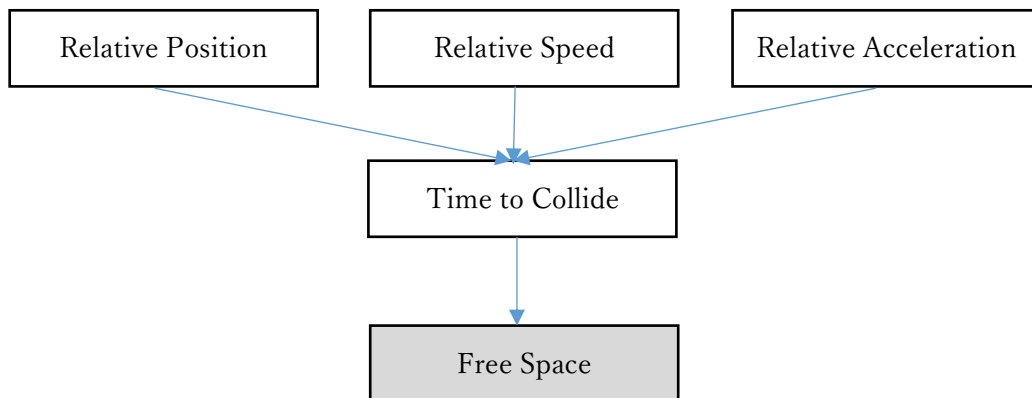 Relative Position
Relative Speed
Relative Acceleration
Time to Collide
Free Space